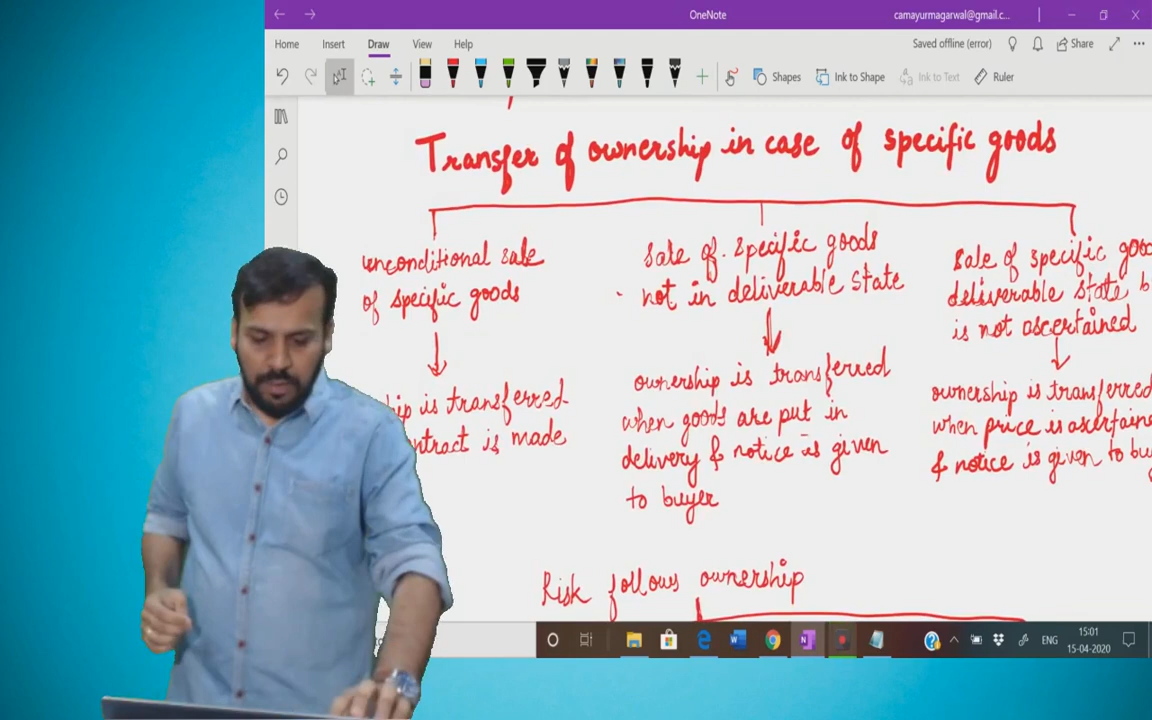 OneNote
camayurmagarwal@gmail.c...
Home Insert Draw View Help
Saved offline (error) Share
Shapes Ink to Shape Ink to Text Ruler
Transfer of ownership in case of specific goods
unconditional sale
of specific goods
ship is transferred
ntract is made
Sale of specific goods
not in deliverable state
ownership is transferred
when goods are put in
delivery & notice is given
to buyer
Sale of specific good
deliverable state b
is not ascertained
ownership is transferred
when price is ascertaine
& notice is given to bu
Risk follows ownership
ENG
15:01
15-04-2020